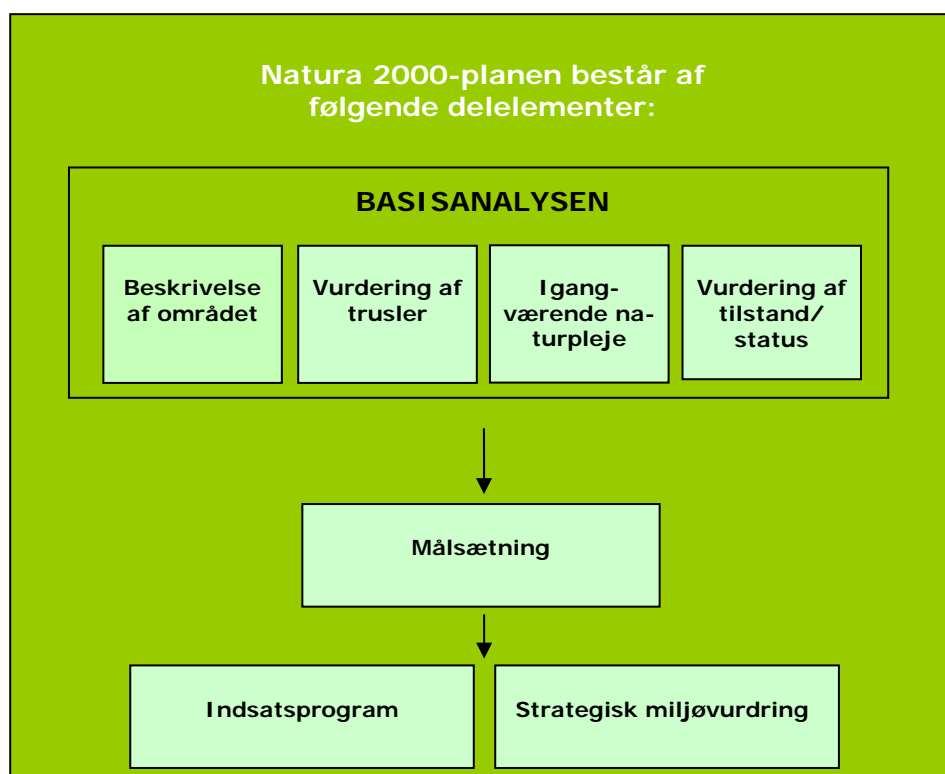 Natura 2000-planen består af
følgende delelementer:
BASISANALYSEN
Beskrivelse
af området
Vurdering af
trusler
Igang-
værende na-
turpleje
Vurdering af
tilstand/
status
Målsætning
Indsatsprogram
Strategisk miljøvurdring